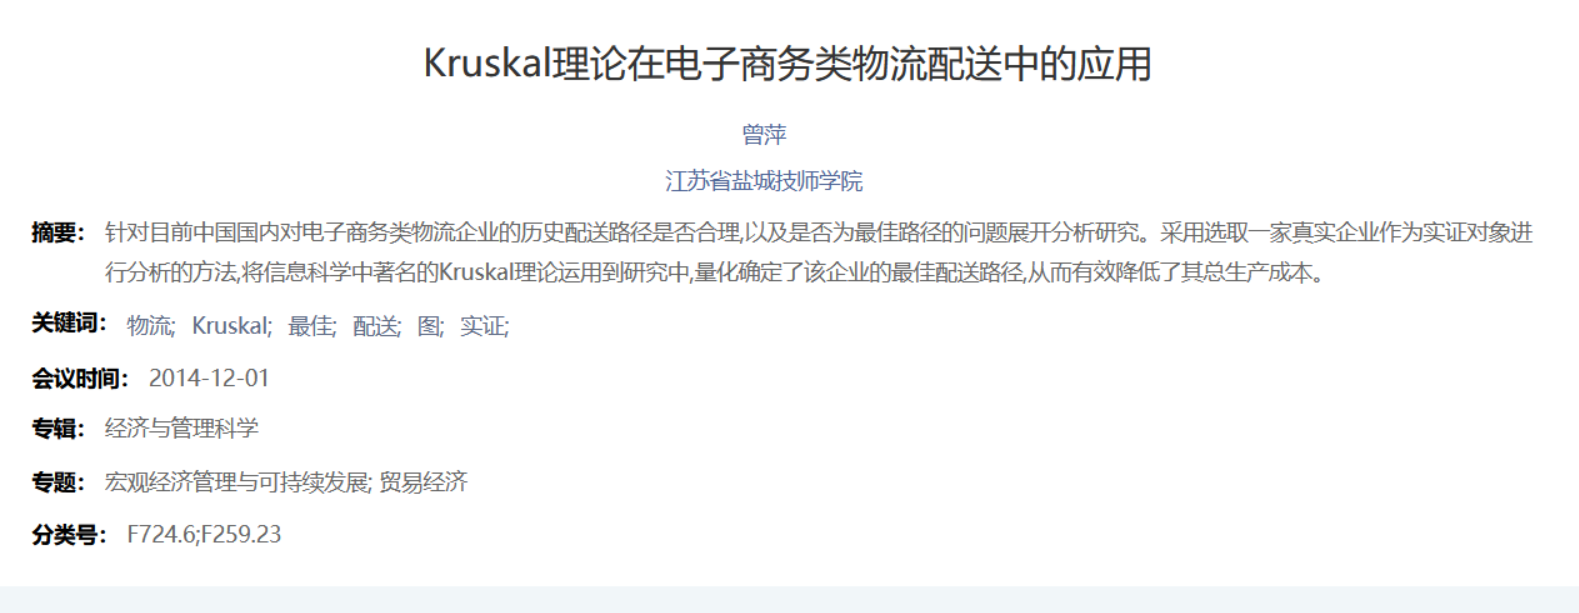 Kruskal理论在电子商务类物流配送中的应用
曾萍
江苏省盐城技师学院
摘要： 针对目前中国国内对电子商务类物流企业的历史配送路径是否合理,以及是否为最佳路径的问题展开分析研究。采用选取一家真实企业作为实证对象进
行分析的方法,将信息科学中著名的Kruskal理论运用到研究中,量化确定了该企业的最佳配送路径,从而有效降低了其总生产成本。
关键词： 物流; Kruskal; 最佳; 配送; 图; 实证;
会议时间： 2014-12-01
专辑： 经济与管理科学
专题： 宏观经济管理与可持续发展; 贸易经济
分类号： F724.6;F259.23